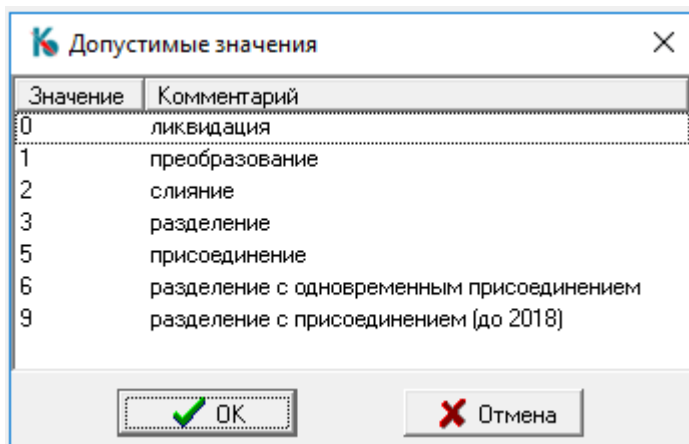 Допустимые значения
Значение Комментарий
0 ликвидация
1 преобразование
2 слияние
3 разделение
5 присоединение
6 разделение с одновременным присоединением
9 разделение с присоединением (до 2018)
OK Отмена